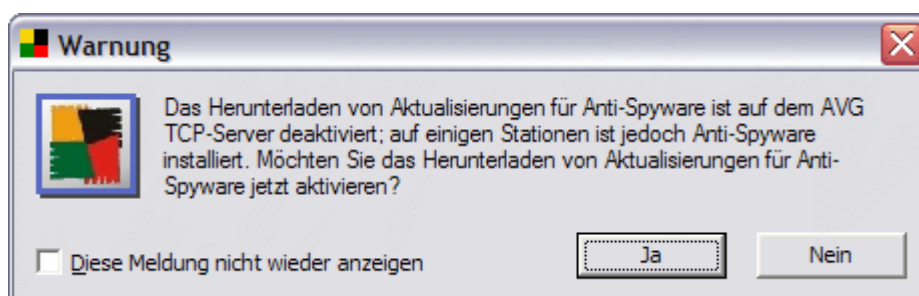 Warnung
Das Herunterladen von Aktualisierungen für Anti-Spyware ist auf dem AVG
TCP-Server deaktiviert; auf einigen Stationen ist jedoch Anti-Spyware
installiert. Möchten Sie das Herunterladen von Aktualisierungen für Anti-
Spyware jetzt aktivieren?
Diese Meldung nicht wieder anzeigen
Ja
Nein